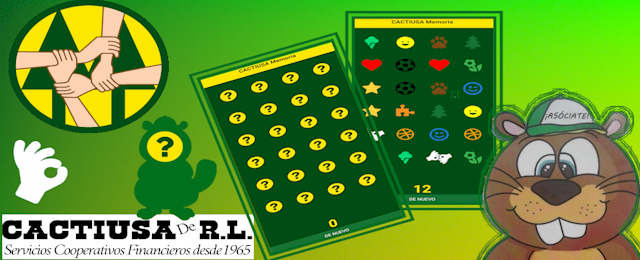 CACTIUSA Memoria
0
DE NUEVO
CACTIUSA Memoria
12
DE NUEVO
¡ASÓCIATE!
CACTIUSA De R.L.
Servicios Cooperativos Financieros desde 1965